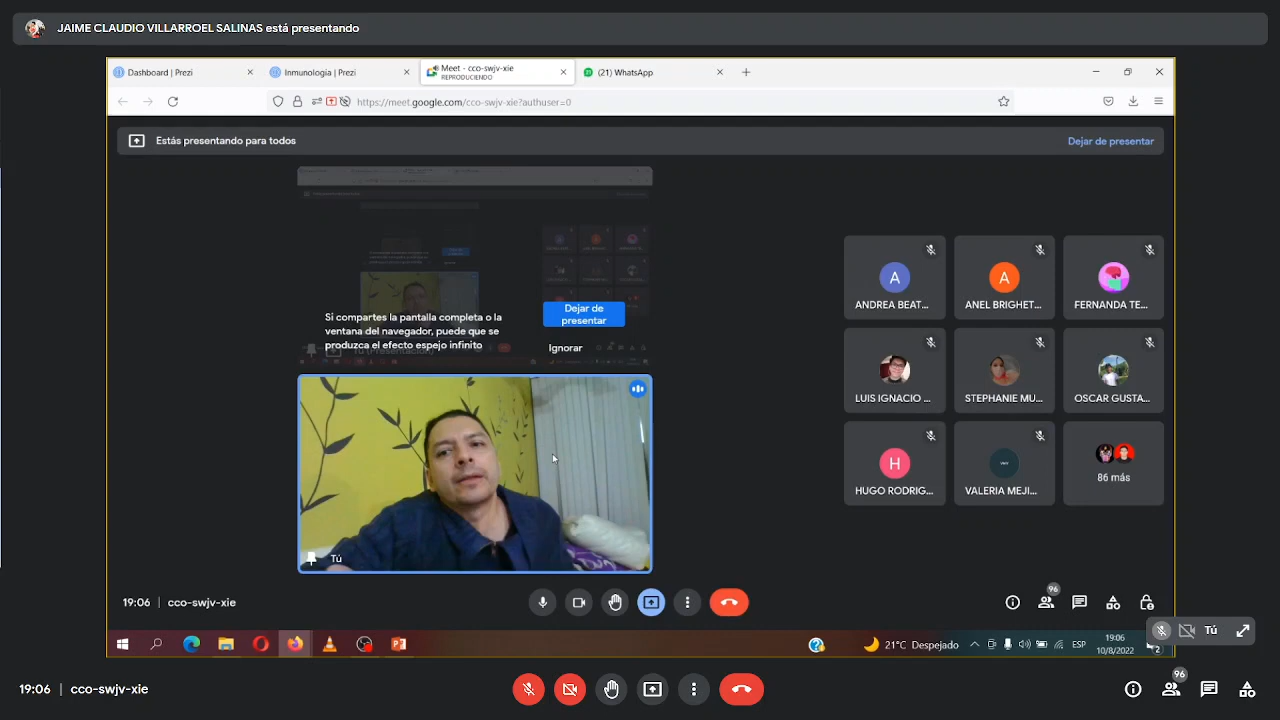 JAIME CLAUDIO VILLARROEL SALINAS está presentando
Dashboard | Prezi
Inmunologia | Prezi
Meet - cco-swjv-xie
REPRODUCIENDO
(21) WhatsApp
https://meet.google.com/cco-swjv-xie?authuser=0
Estás presentando para todos
Dejar de presentar
Si compartes la pantalla completa o la
ventana del navegador, puede que se
produzca el efecto espejo infinito
Dejar de
presentar
Ignorar
Tú (Presentación)
Tú
A
ANDREA BEAT...
A
ANEL BRIGHET...
FERNANDA TE...
LUIS IGNACIO ...
STEPHANIE MU...
OSCAR GUSTA...
H
HUGO RODRIG...
VALERIA MEJI...
86 más
19:06 | cco-swjv-xie
96
Tú
21°C Despejado
ESP
19:06
10/8/2022
2
19:06 | cco-swjv-xie
96